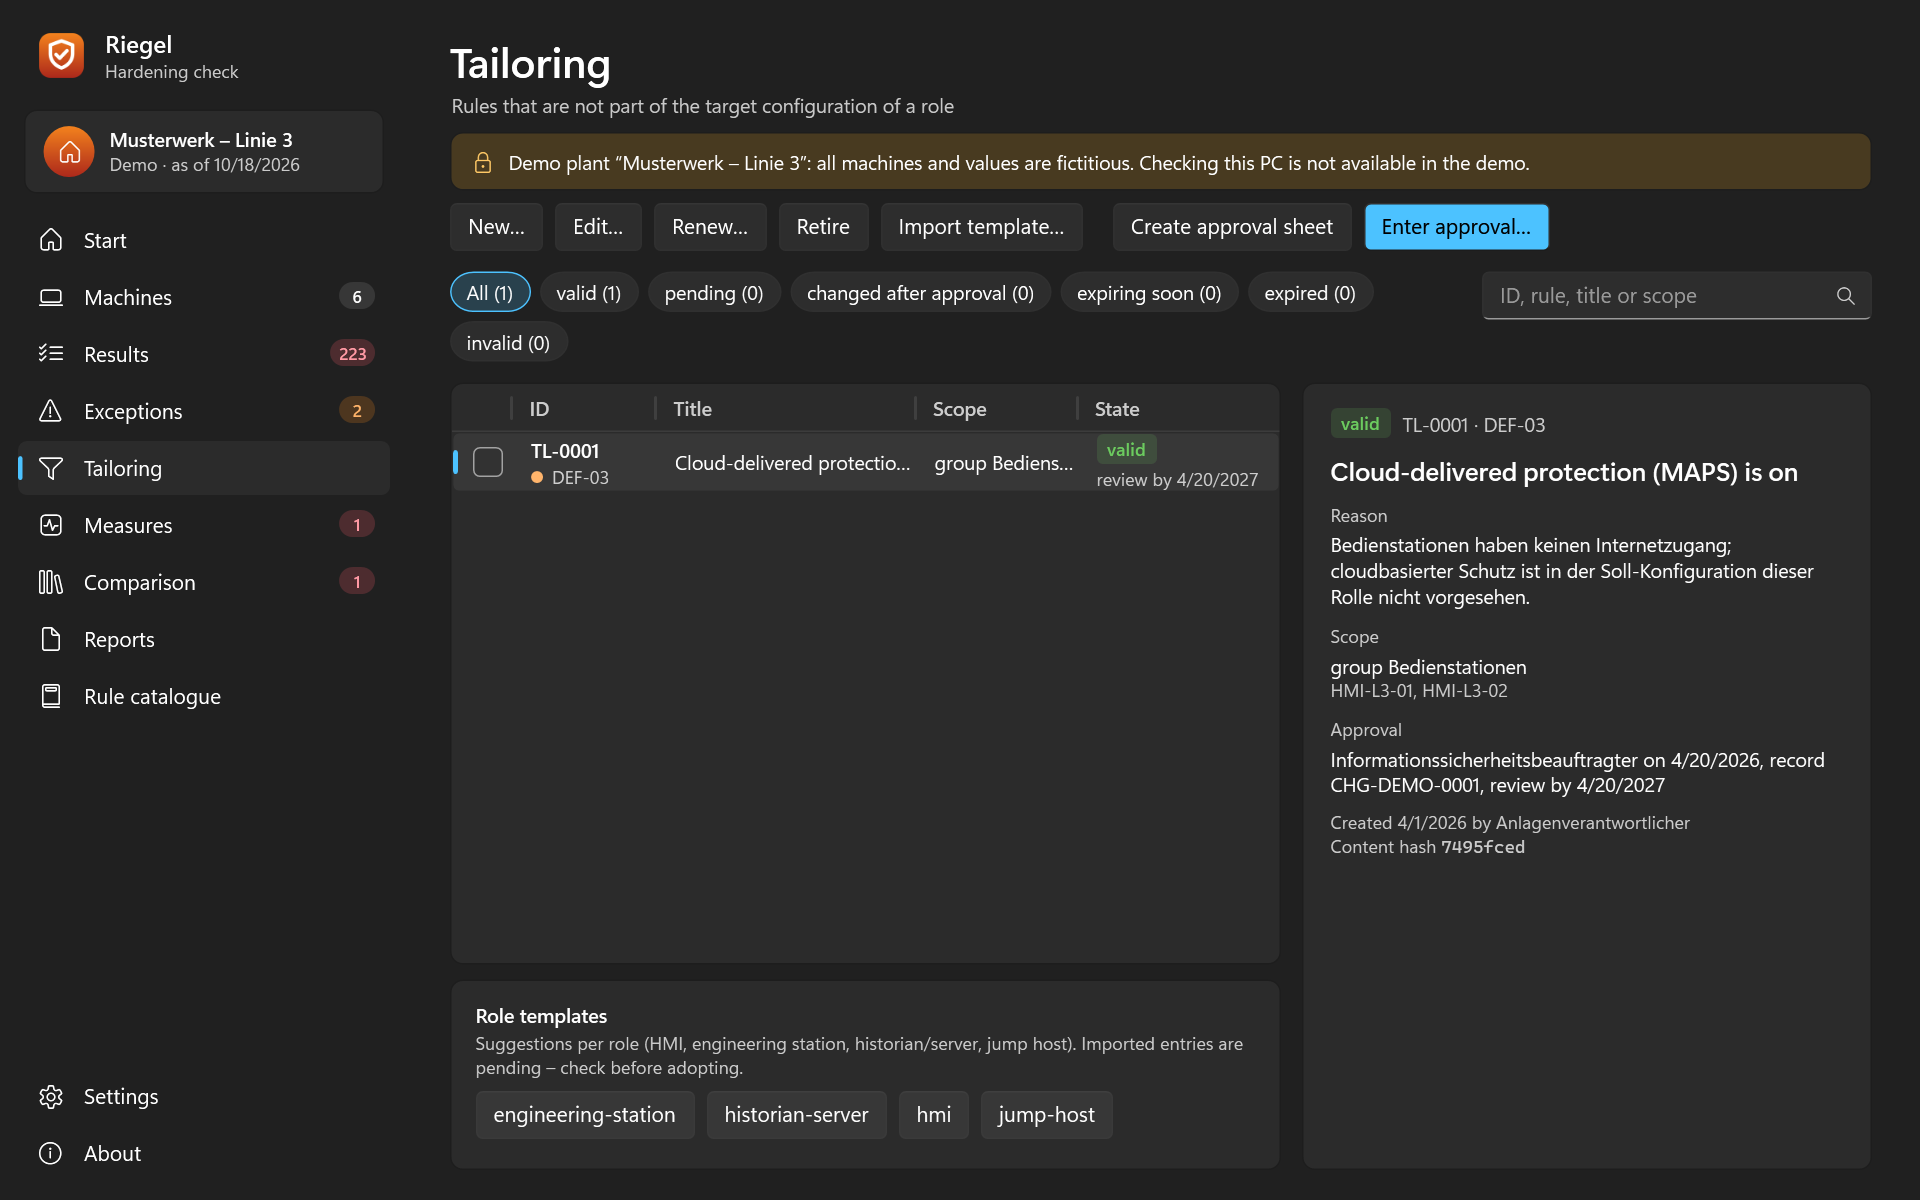 Riegel
Hardening check
Musterwerk – Linie 3
Demo · as of 10/18/2026
Start
Machines 6
Results 223
Exceptions 2
Tailoring
Measures 1
Comparison 1
Reports
Rule catalogue
Settings
About
Tailoring
Rules that are not part of the target configuration of a role
Demo plant “Musterwerk – Linie 3”: all machines and values are fictitious. Checking this PC is not available in the demo.
New... Edit... Renew... Retire Import template... Create approval sheet Enter approval...
All (1) valid (1) pending (0) changed after approval (0) expiring soon (0) expired (0)
invalid (0)
ID, rule, title or scope
ID Title Scope State
TL-0001 Cloud-delivered protectio... group Bediens... valid
DEF-03 review by 4/20/2027
Role templates
Suggestions per role (HMI, engineering station, historian/server, jump host). Imported entries are
pending – check before adopting.
engineering-station historian-server hmi jump-host
valid TL-0001 · DEF-03
Cloud-delivered protection (MAPS) is on
Reason
Bedienstationen haben keinen Internetzugang;
cloudbasierter Schutz ist in der Soll-Konfiguration dieser
Rolle nicht vorgesehen.
Scope
group Bedienstationen
HMI-L3-01, HMI-L3-02
Approval
Informationssicherheitsbeauftragter on 4/20/2026, record
CHG-DEMO-0001, review by 4/20/2027
Created 4/1/2026 by Anlagenverantwortlicher
Content hash 7495fced